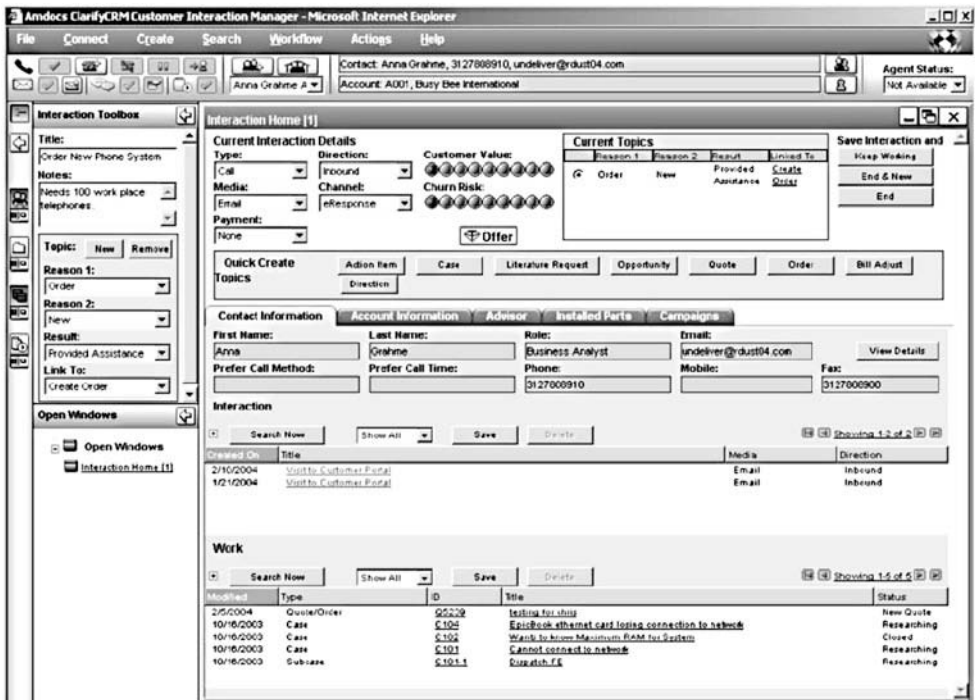 Amdocs ClarifyCRM Customer Interaction Manager - Microsoft Internet Explorer
File Connect Create Search Workflow Actions Help
Contact: Anna Grahme, 3127808910, undeliver@rdust04.com
Anna Grahme A
Account: A001, Busy Bee International
Agent Status:
Not Available
Interaction Toolbox
Title:
Order New Phone System
Notes:
Needs 100 work place
telephones.
Topic: New Remove
Reason 1:
Order
Reason 2:
New
Result:
Provided Assistance
Link To:
Create Order
Open Windows
Open Windows
Interaction Home [1]
Interaction Home [1]
Current Interaction Details
Type: Direction: Customer Value:
Call Inbound
Media: Channel: Churn Risk:
Email eResponse
Payment:
None Offer
Current Topics
Reason 1 Reason 2 Result Linked To
Order New Provided Assistance Create Order
Save Interaction and
Keep Working
End & New
End
Quick Create Topics
Action Item Case Literature Request Opportunity Quote Order Bill Adjust
Direction
Contact Information Account Information Advisor Installed Parts Campaigns
First Name: Last Name: Role: Email:
Anna Grahme Business Analyst undeliver@rdust04.com View Details
Prefer Call Method: Prefer Call Time: Phone: Mobile: Fax:
3127808910 3127808900
Interaction
Search Now Show All Save Delete Showing 1-2 of 2
Created On Title Media Direction
2/10/2004 Visit to Customer Portal Email Inbound
1/21/2004 Visit to Customer Portal Email Inbound
Work
Search Now Show All Save Delete Showing 1-5 of 5
Modified Type ID Title Status
2/5/2004 Quote/Order Q5229 testing for shig New Quote
10/16/2003 Case C104 EpicBook ethernet card losing connection to network Researching
10/16/2003 Case C102 Wants to know Maximum RAM for System Closed
10/16/2003 Case C101 Cannot connect to network Researching
10/16/2003 Subcase C101-1 Dispatch FE Researching